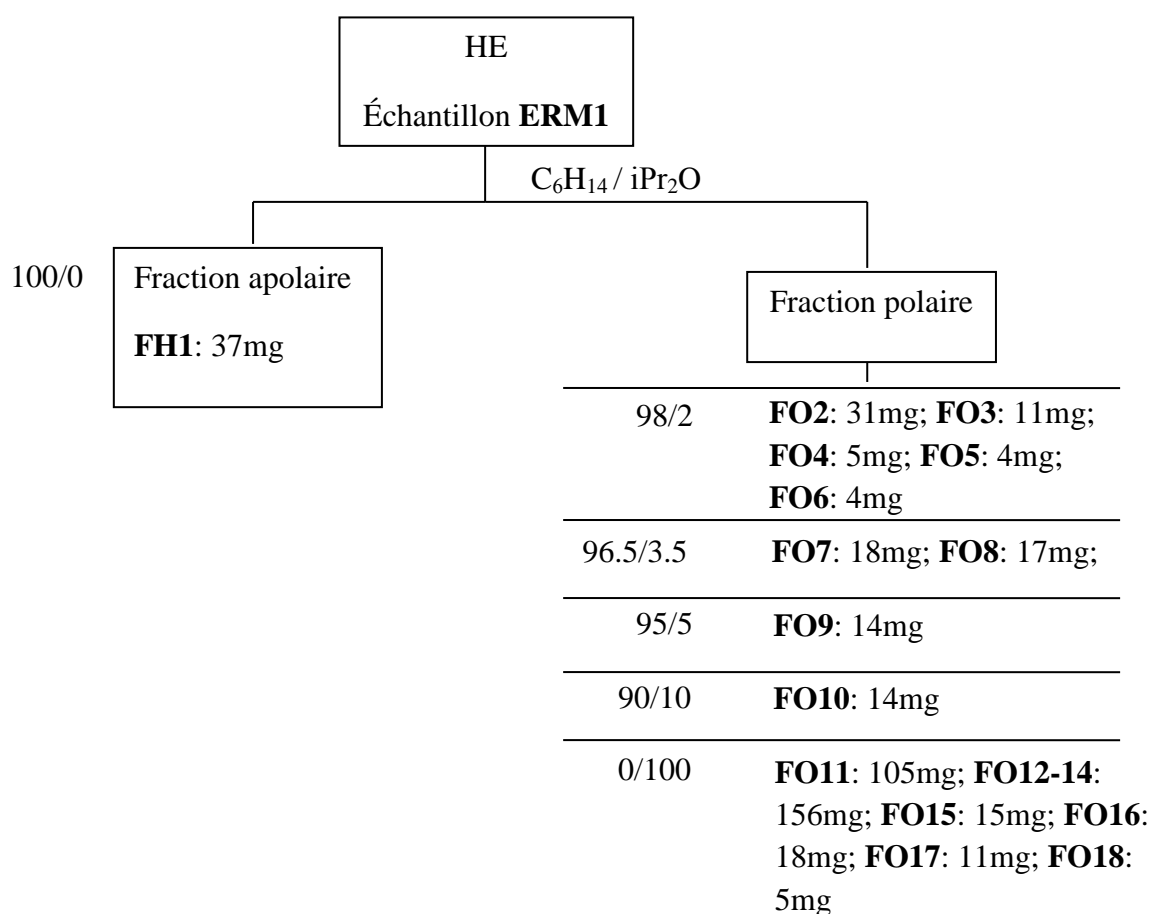 HE
Échantillon ERM1
C₆H₁₄ / iPr₂O
100/0
Fraction apolaire
FH1: 37mg
Fraction polaire
98/2
FO2: 31mg; FO3: 11mg;
FO4: 5mg; FO5: 4mg;
FO6: 4mg
96.5/3.5
FO7: 18mg; FO8: 17mg;
95/5
FO9: 14mg
90/10
FO10: 14mg
0/100
FO11: 105mg; FO12-14:
156mg; FO15: 15mg; FO16:
18mg; FO17: 11mg; FO18:
5mg